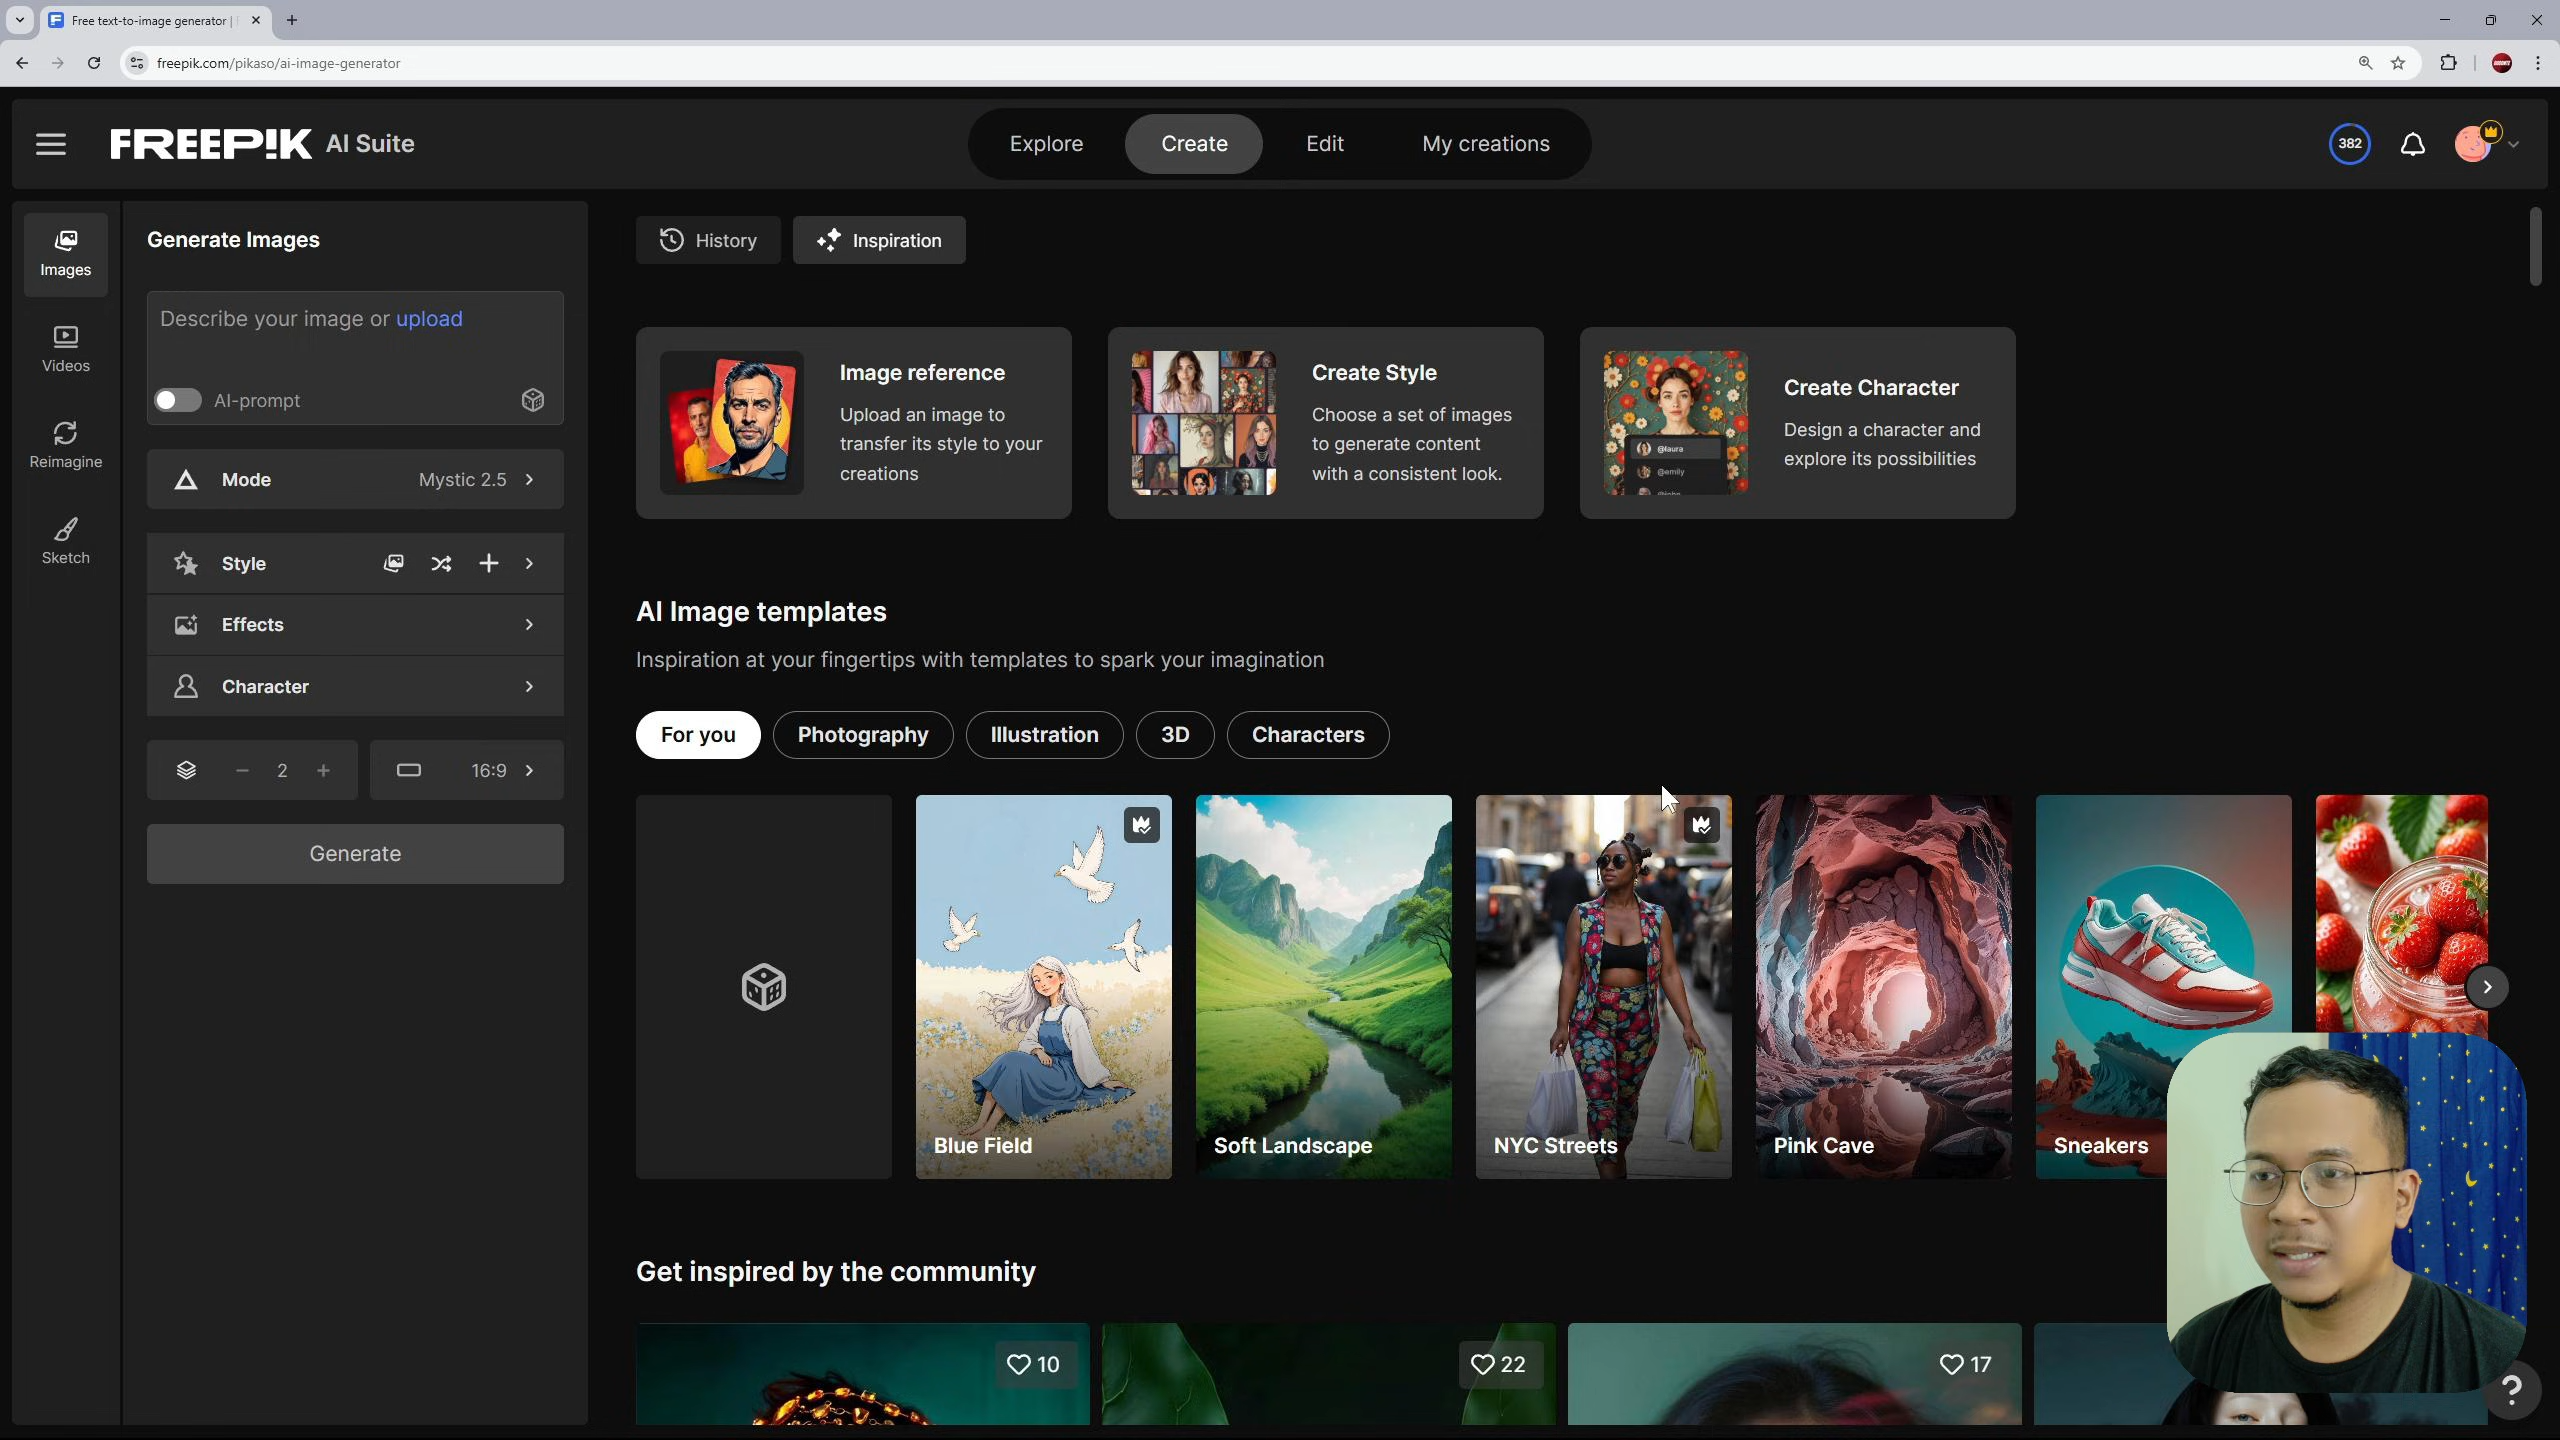 Free text-to-image generator |
freepik.com/pikaso/ai-image-generator
FREEPIK AI Suite
Explore
Create
Edit
My creations
382
Images
Videos
Reimagine
Sketch
Generate Images
Describe your image or upload
AI-prompt
Mode
Mystic 2.5
Style
Effects
Character
2
16:9
Generate
History
Inspiration
Image reference
Upload an image to
transfer its style to your
creations
Create Style
Choose a set of images
to generate content
with a consistent look.
@laura
@emily
@john
Create Character
Design a character and
explore its possibilities
AI Image templates
Inspiration at your fingertips with templates to spark your imagination
For you
Photography
Illustration
3D
Characters
Blue Field
Soft Landscape
NYC Streets
Pink Cave
Sneakers
Get inspired by the community
10
22
17
?